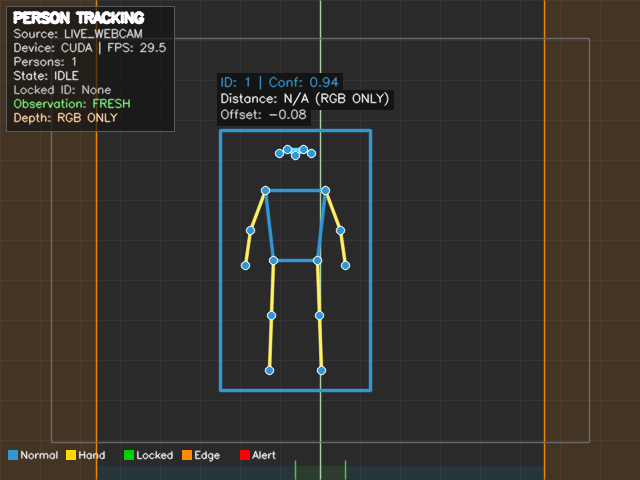 PERSON TRACKING
Source: LIVE_WEBCAM
Device: CUDA | FPS: 29.5
Persons: 1
State: IDLE
Locked ID: None
Observation: FRESH
Depth: RGB ONLY
ID: 1 | Conf: 0.94
Distance: N/A (RGB ONLY)
Offset: -0.08
Normal Hand Locked Edge Alert